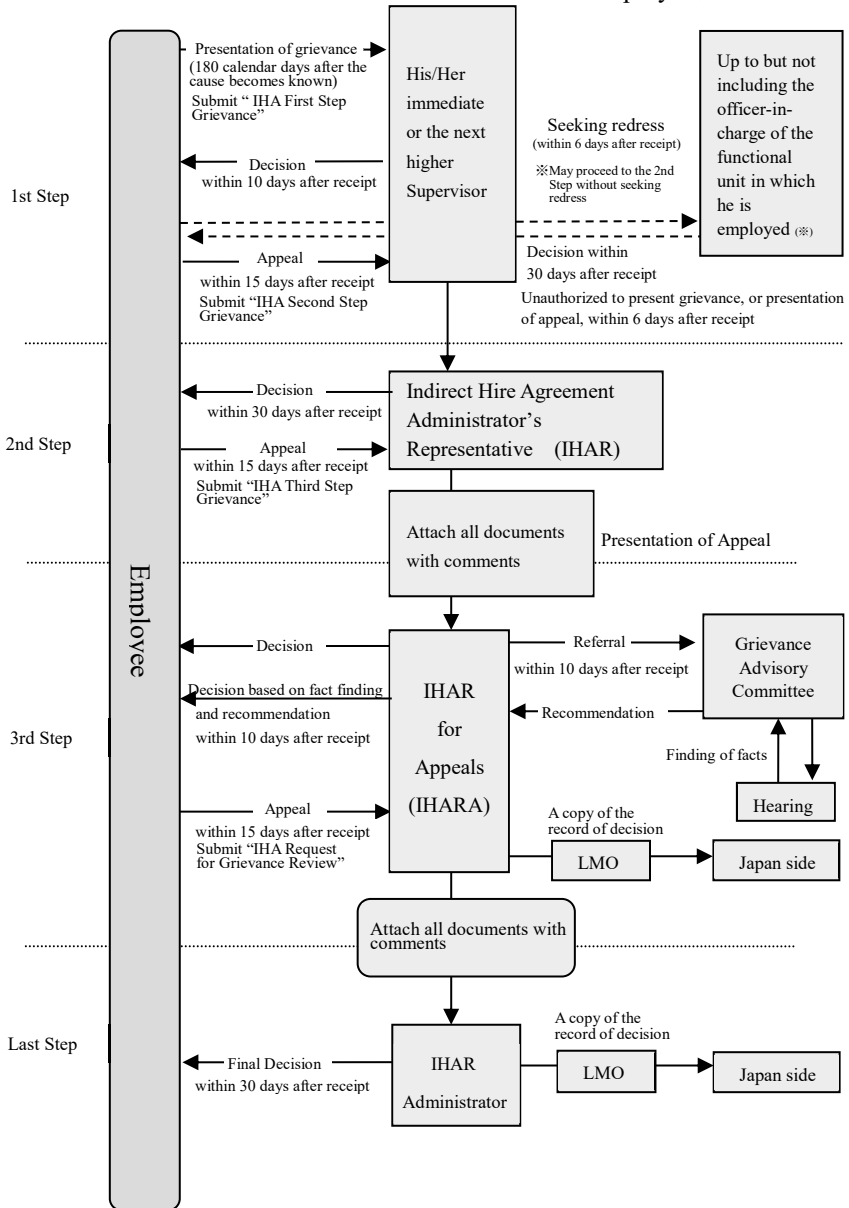 Presentation of grievance
(180 calendar days after the
cause becomes known)
Submit “ IHA First Step
Grievance”
His/Her
immediate
or the next
higher
Supervisor
Seeking redress
(within 6 days after receipt)
※May proceed to the 2nd
Step without seeking
redress
Up to but not
including the
officer-in-
charge of the
functional
unit in which
he is
employed (※)
1st Step
Decision
within 10 days after receipt
Appeal
within 15 days after receipt
Submit “IHA Second Step
Grievance”
Decision within
30 days after receipt
Unauthorized to present grievance, or presentation
of appeal, within 6 days after receipt
2nd Step
Decision
within 30 days after receipt
Indirect Hire Agreement
Administrator’s
Representative (IHAR)
Appeal
within 15 days after receipt
Submit “IHA Third Step
Grievance”
Attach all documents
with comments
Presentation of Appeal
Employee
3rd Step
Decision
Decision based on fact finding
and recommendation
within 10 days after receipt
IHAR
for
Appeals
(IHARA)
Referral
within 10 days after receipt
Recommendation
Grievance
Advisory
Committee
Finding of facts
Hearing
Appeal
within 15 days after receipt
Submit “IHA Request
for Grievance Review”
A copy of the
record of decision
LMO
Japan side
Attach all documents with
comments
Last Step
Final Decision
within 30 days after receipt
IHAR
Administrator
A copy of the
record of decision
LMO
Japan side